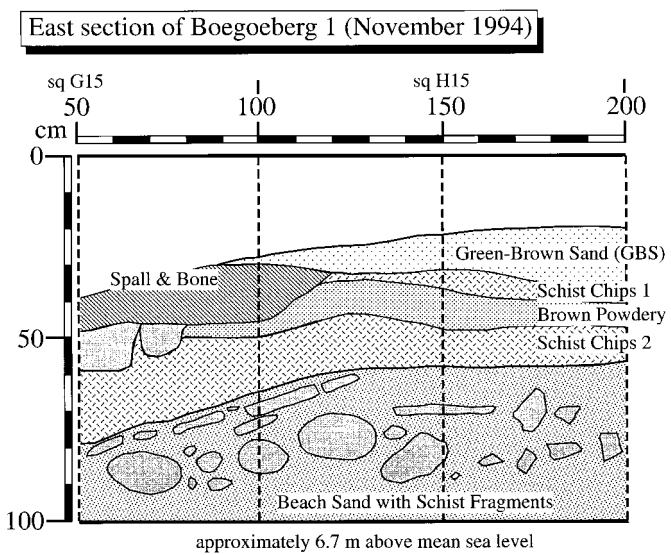 East section of Boegoeberg 1 (November 1994)
sq G15
sq H15
50
100
150
200
cm
0
Green-Brown Sand (GBS)
Spall & Bone
Schist Chips 1
Brown Powdery
50
Schist Chips 2
Beach Sand with Schist Fragments
100
approximately 6.7 m above mean sea level